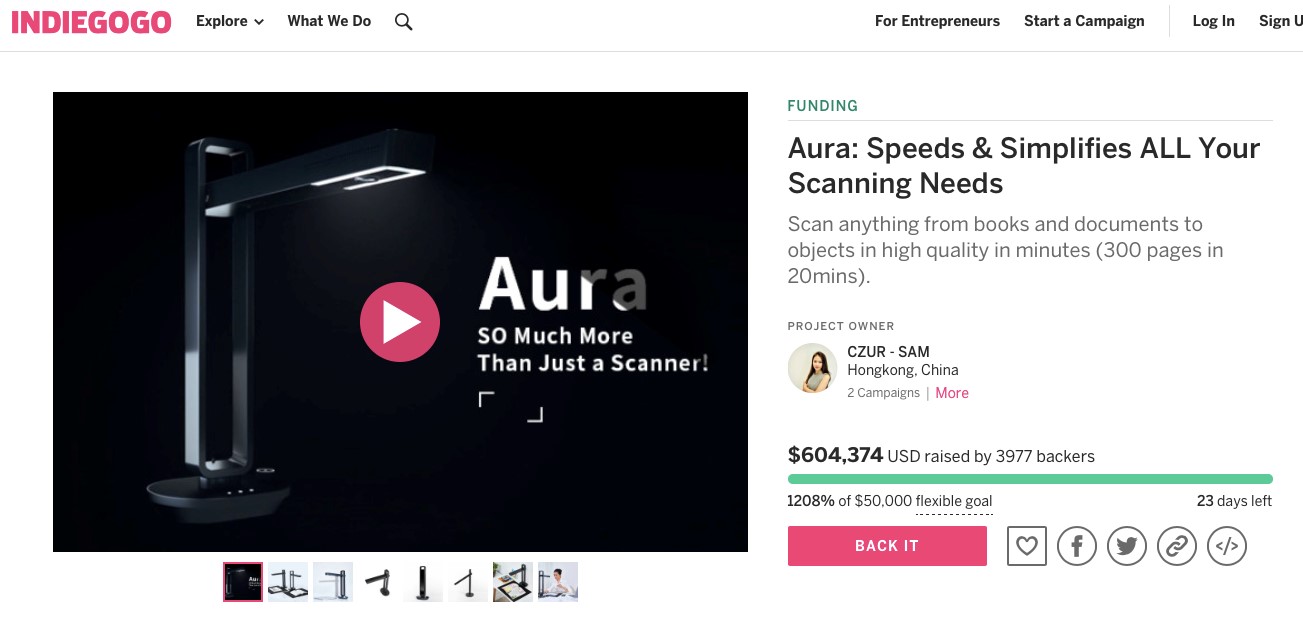 INDIEGOGO Explore What We Do For Entrepreneurs Start a Campaign Log In Sign U
FUNDING
Aura: Speeds & Simplifies ALL Your
Scanning Needs
Scan anything from books and documents to
objects in high quality in minutes (300 pages in
20mins).
PROJECT OWNER
CZUR - SAM
Hongkong, China
2 Campaigns | More
$604,374 USD raised by 3977 backers
1208% of $50,000 flexible goal 23 days left
BACK IT
Aura
SO Much More
Than Just a Scanner!
Au